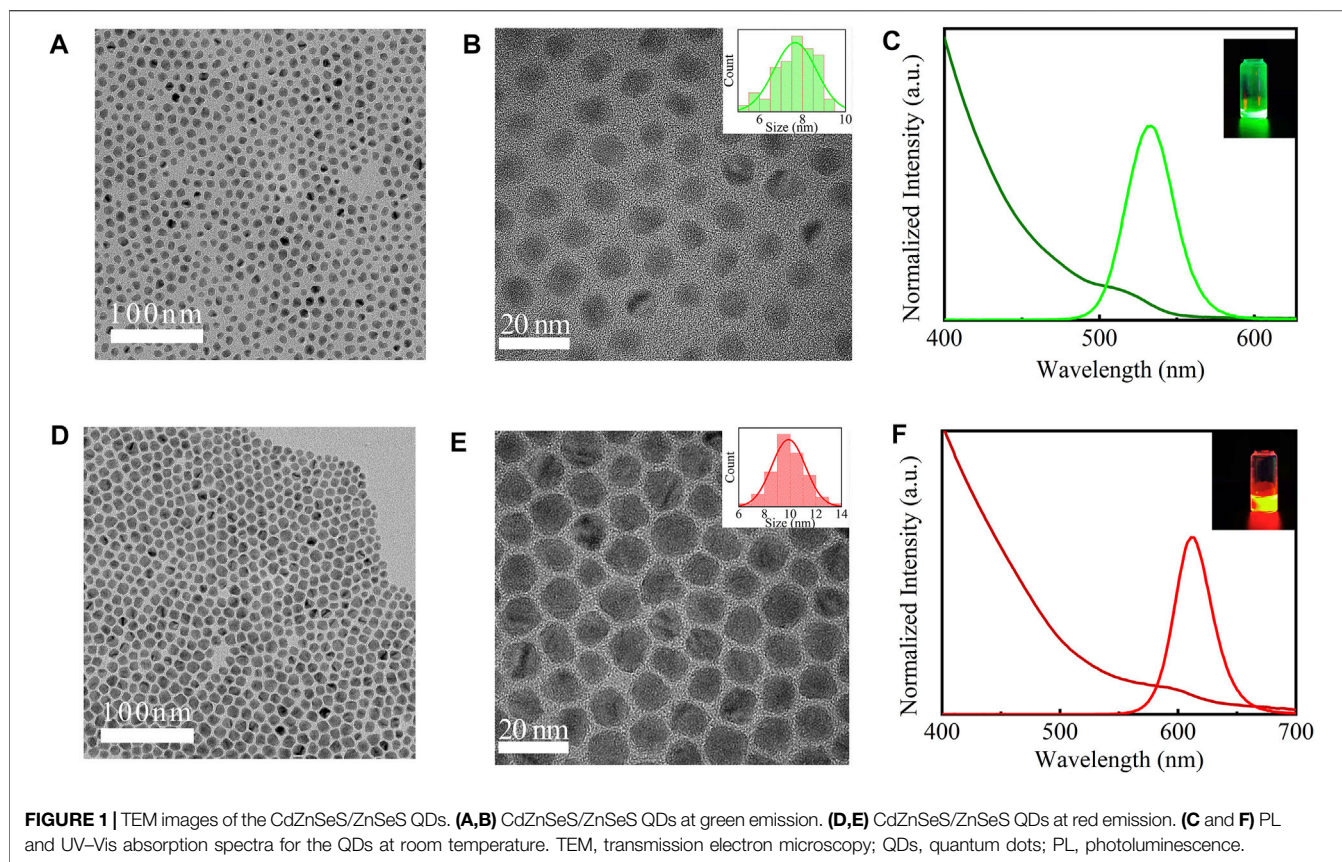 A
100nm
B
Count
6 8 10
Size (nm)
20 nm
C
Normalized Intensity (a.u.)
400 500 600
Wavelength (nm)
D
100nm
E
Count
6 8 10 12 14
Size (nm)
20 nm
F
Normalized Intensity (a.u.)
400 500 600 700
Wavelength (nm)
FIGURE 1 | TEM images of the CdZnSeS/ZnSeS QDs. (A,B) CdZnSeS/ZnSeS QDs at green emission. (D,E) CdZnSeS/ZnSeS QDs at red emission. (C and F) PL
and UV–Vis absorption spectra for the QDs at room temperature. TEM, transmission electron microscopy; QDs, quantum dots; PL, photoluminescence.